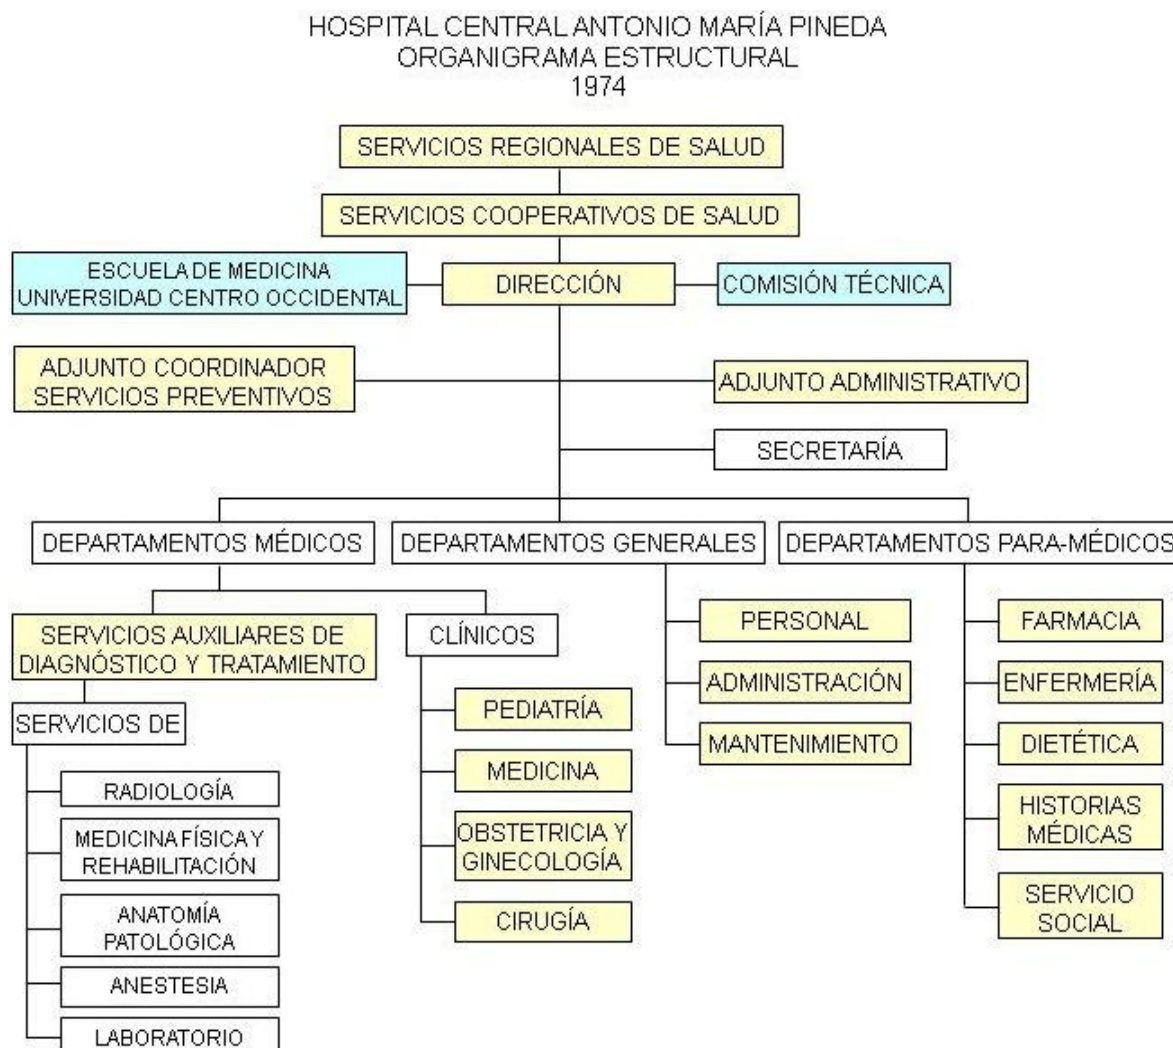 HOSPITAL CENTRAL ANTONIO MARÍA PINEDA
ORGANIGRAMA ESTRUCTURAL
1974
SERVICIOS REGIONALES DE SALUD
SERVICIOS COOPERATIVOS DE SALUD
ESCUELA DE MEDICINA
UNIVERSIDAD CENTRO OCCIDENTAL
DIRECCIÓN
COMISIÓN TÉCNICA
ADJUNTO COORDINADOR
SERVICIOS PREVENTIVOS
ADJUNTO ADMINISTRATIVO
SECRETARÍA
DEPARTAMENTOS MÉDICOS
DEPARTAMENTOS GENERALES
DEPARTAMENTOS PARA-MÉDICOS
SERVICIOS AUXILIARES DE
DIAGNÓSTICO Y TRATAMIENTO
SERVICIOS DE
RADIOLOGÍA
MEDICINA FÍSICA Y
REHABILITACIÓN
ANATOMÍA
PATOLÓGICA
ANESTESIA
LABORATORIO
CLÍNICOS
PEDIATRÍA
MEDICINA
OBSTETRICIA Y
GINECOLOGÍA
CIRUGÍA
PERSONAL
ADMINISTRACIÓN
MANTENIMIENTO
FARMACIA
ENFERMERÍA
DIETÉTICA
HISTORIAS
MÉDICAS
SERVICIO
SOCIAL